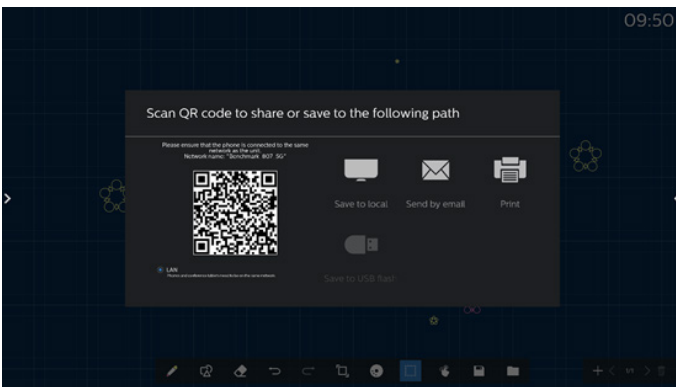 09:50
Scan QR code to share or save to the following path
Please ensure that the phone is connected to the same
network as the unit.
Network name: "Benchmark_807_5G"
Save to local
Send by email
Print
LAN
Save to USB flash
1/1